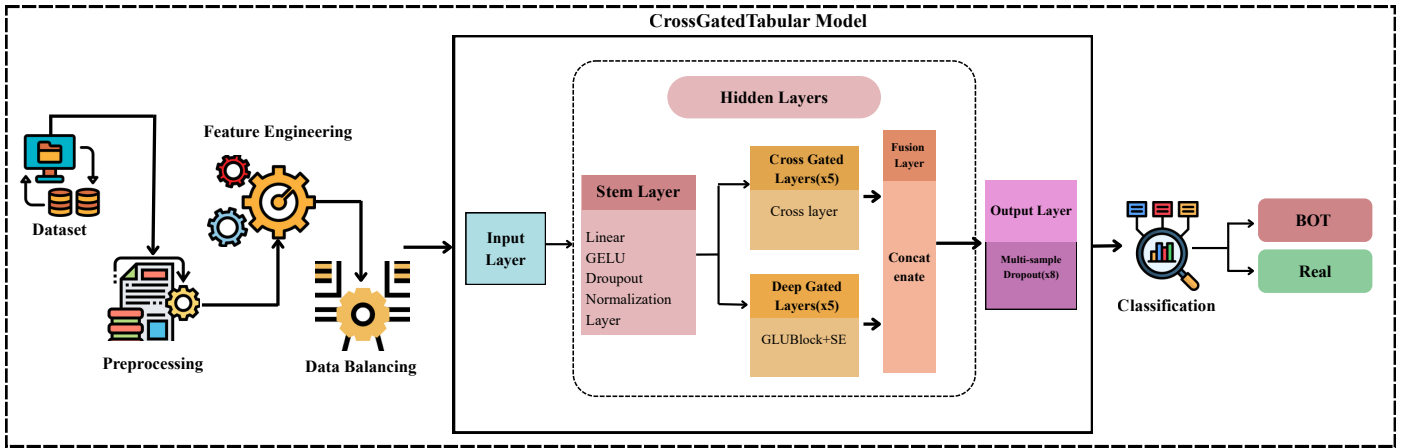 CrossGatedTabular Model
Dataset
Preprocessing
Feature Engineering
Data Balancing
Input
Layer
Hidden Layers
Stem Layer
Linear
GELU
Droupout
Normalization
Layer
Cross Gated
Layers(x5)
Cross layer
Deep Gated
Layers(x5)
GLUBlock+SE
Fusion
Layer
Concat
enate
Output Layer
Multi-sample
Dropout(x8)
Classification
BOT
Real